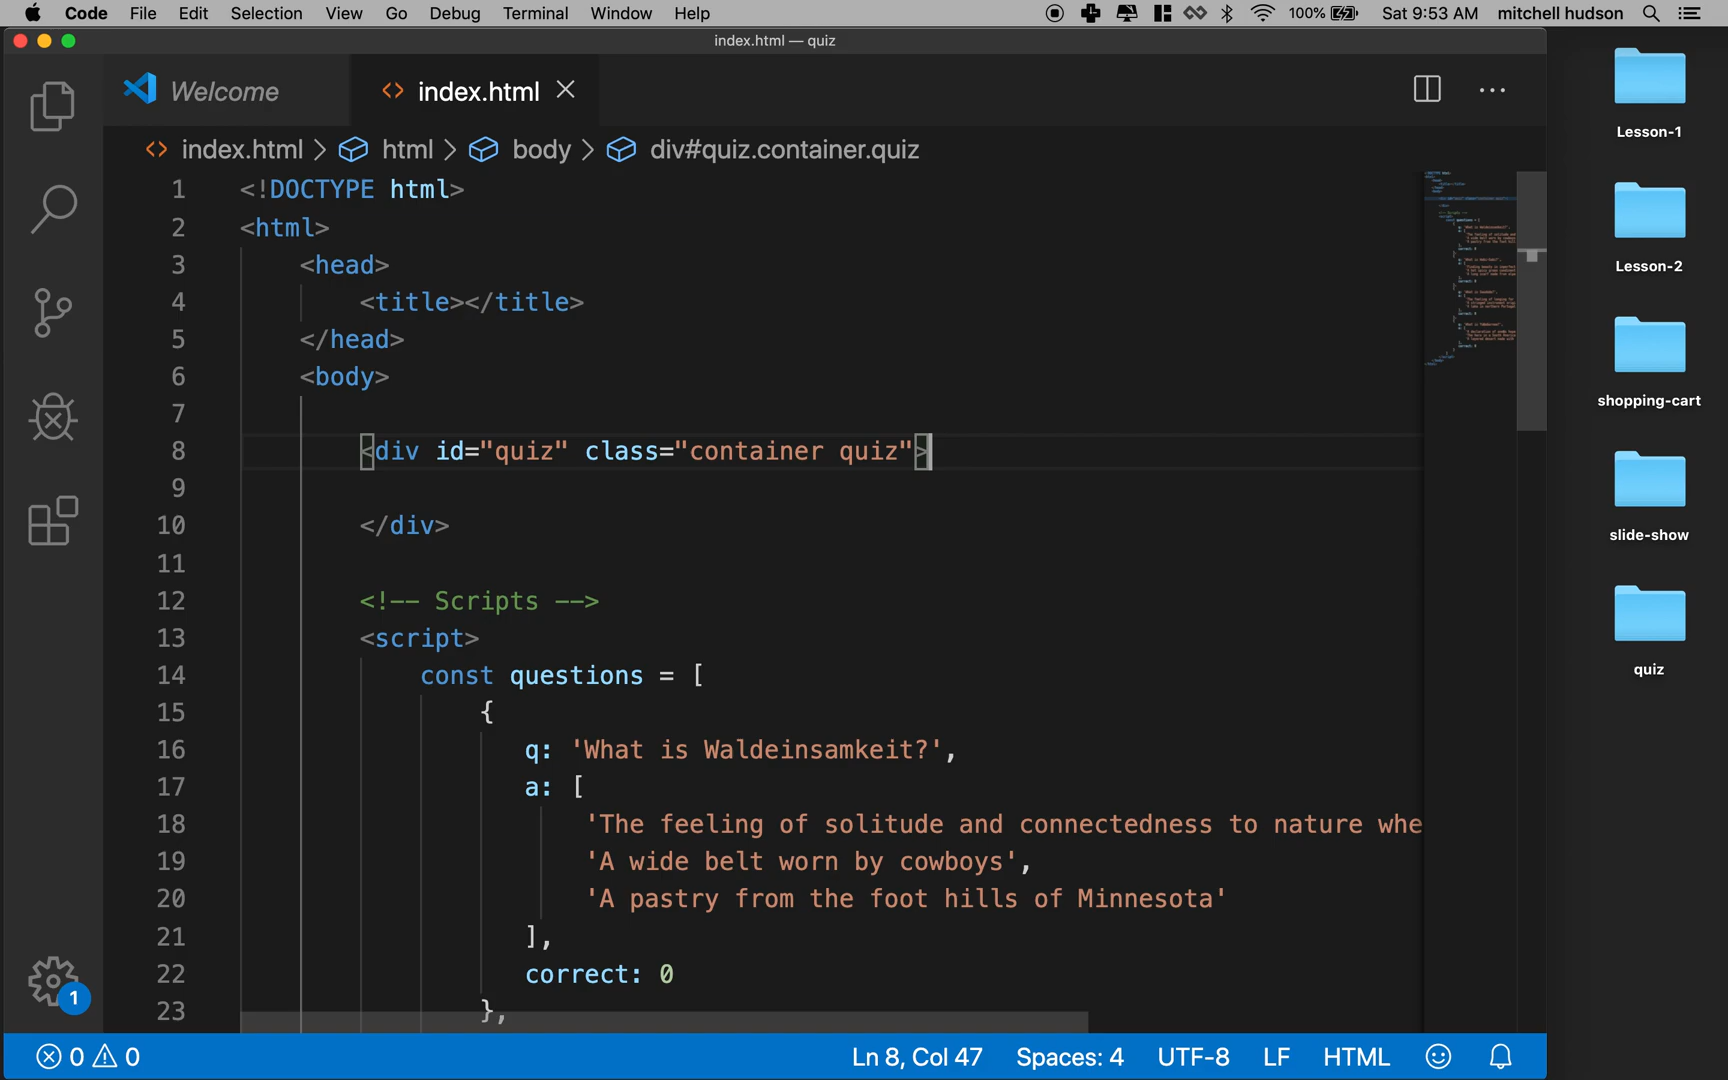 Code File Edit Selection View Go Debug Terminal Window Help 100% Sat 9:53 AM mitchell hudson
index.html — quiz
Welcome index.html
index.html > html > body > div#quiz.container.quiz
1 <!DOCTYPE html>
2 <html>
3 <head>
4 <title></title>
5 </head>
6 <body>
7
8 <div id="quiz" class="container quiz">
9
10 </div>
11
12 <!-- Scripts -->
13 <script>
14 const questions = [
15 {
16 q: 'What is Waldeinsamkeit?',
17 a: [
18 'The feeling of solitude and connectedness to nature whe
19 'A wide belt worn by cowboys',
20 'A pastry from the foot hills of Minnesota'
21 ],
22 correct: 0
23 },
1
0 0 Ln 8, Col 47 Spaces: 4 UTF-8 LF HTML
Lesson-1
Lesson-2
shopping-cart
slide-show
quiz